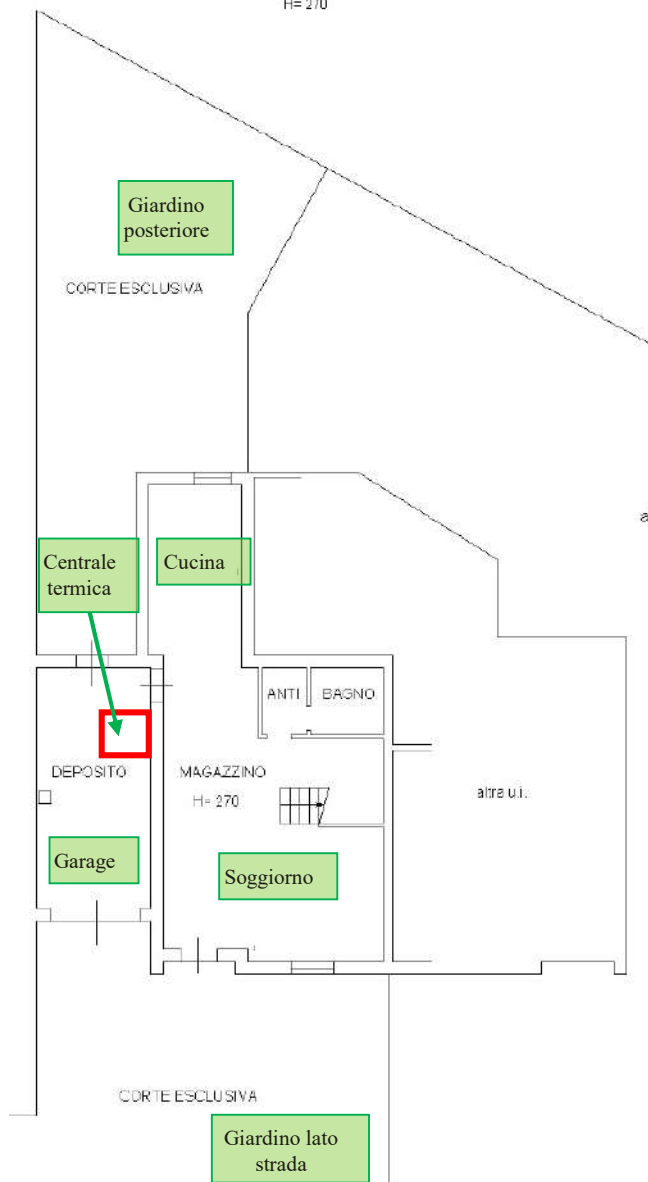 H= 270
Giardino
posteriore
CORTE ESCLUSIVA
Centrale
termica
Cucina
ANTI
BAGNO
DEPOSITO
MAGAZZINO
H= 270
altra u.i.
Garage
Soggiorno
CORTE ESCLUSIVA
Giardino lato
strada